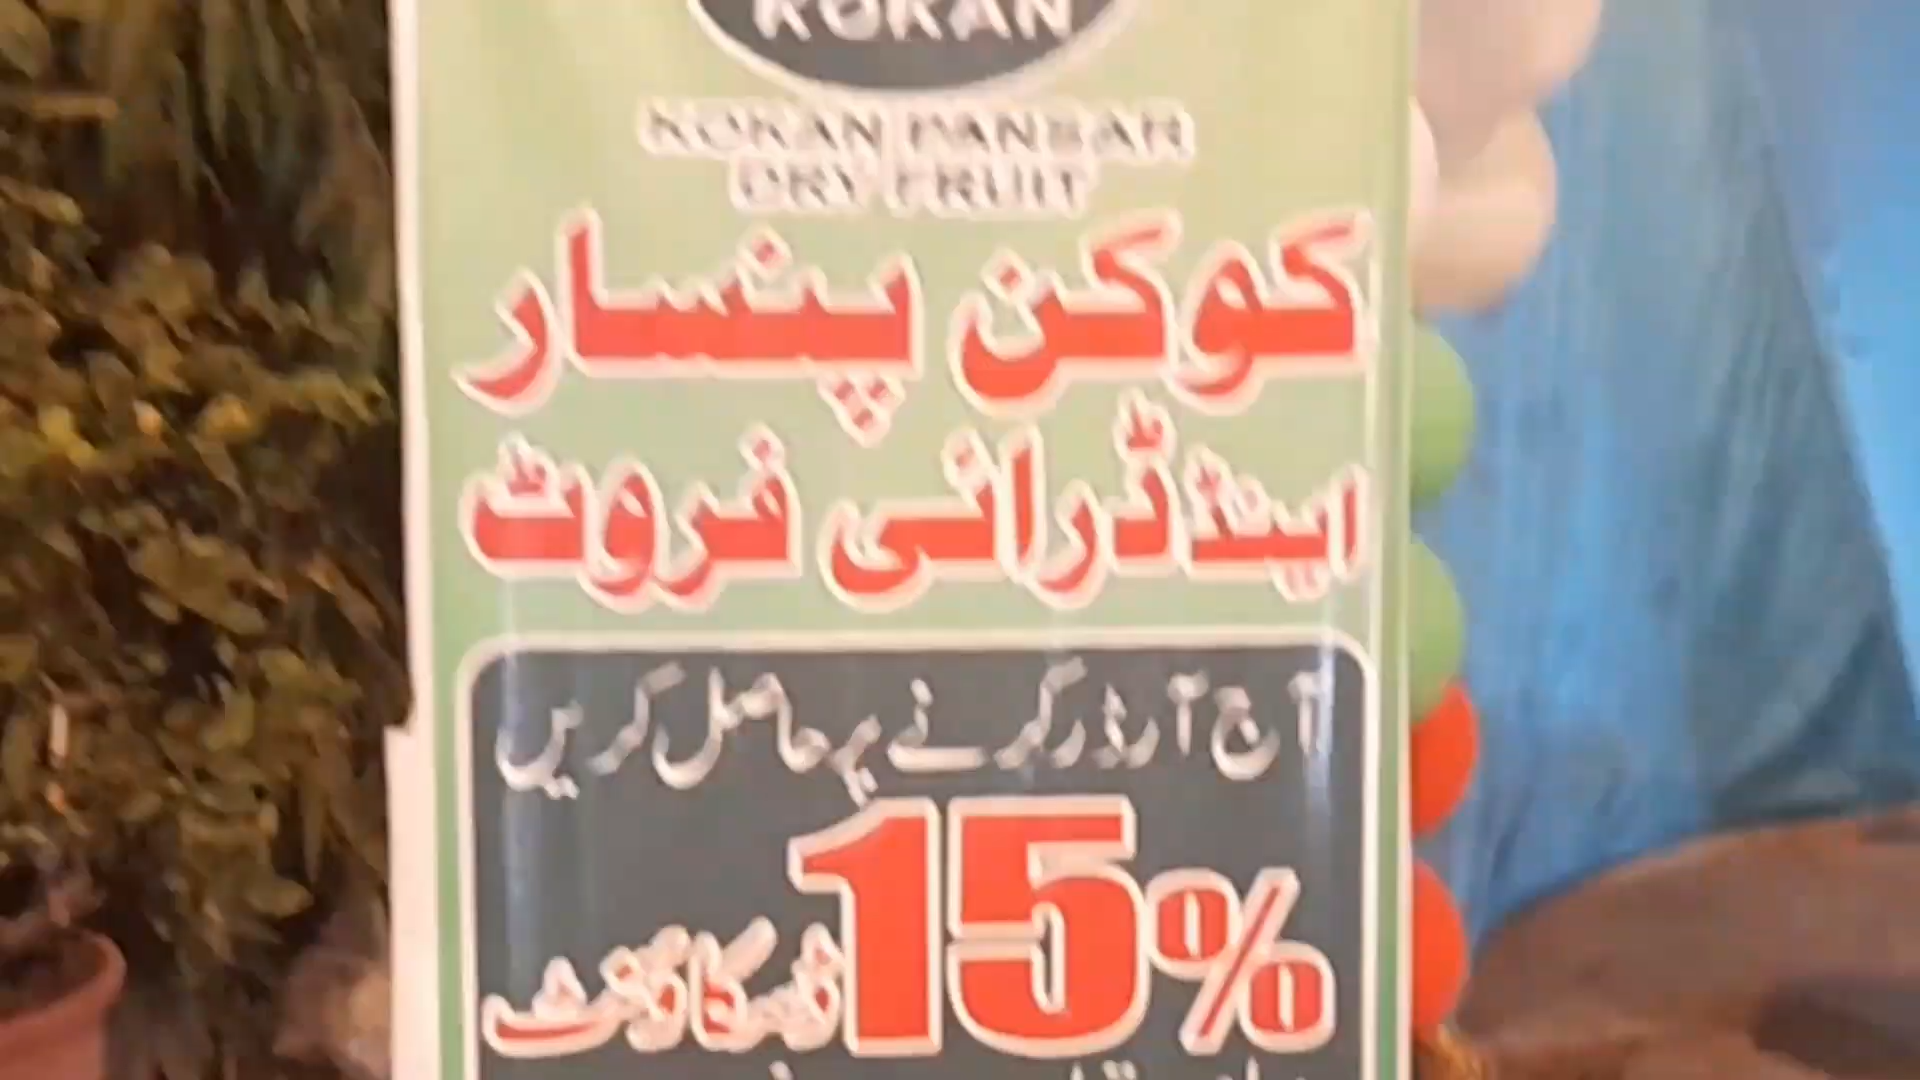 KOKAN
KOKAN PANSAR
DRY FRUIT
کوکن پنسار
اینڈ ڈرائی فروٹ
آج آرڈر کرنے پر حاصل کریں
15% ڈسکاؤنٹ